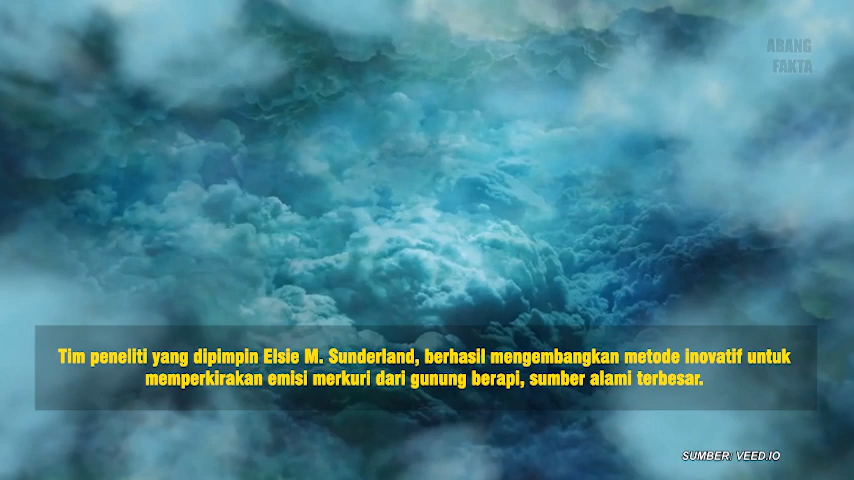 ABANG
FAKTA
Tim peneliti yang dipimpin Elsie M. Sunderland, berhasil mengembangkan metode inovatif untuk
memperkirakan emisi merkuri dari gunung berapi, sumber alami terbesar.
SUMBER: VEED.IO